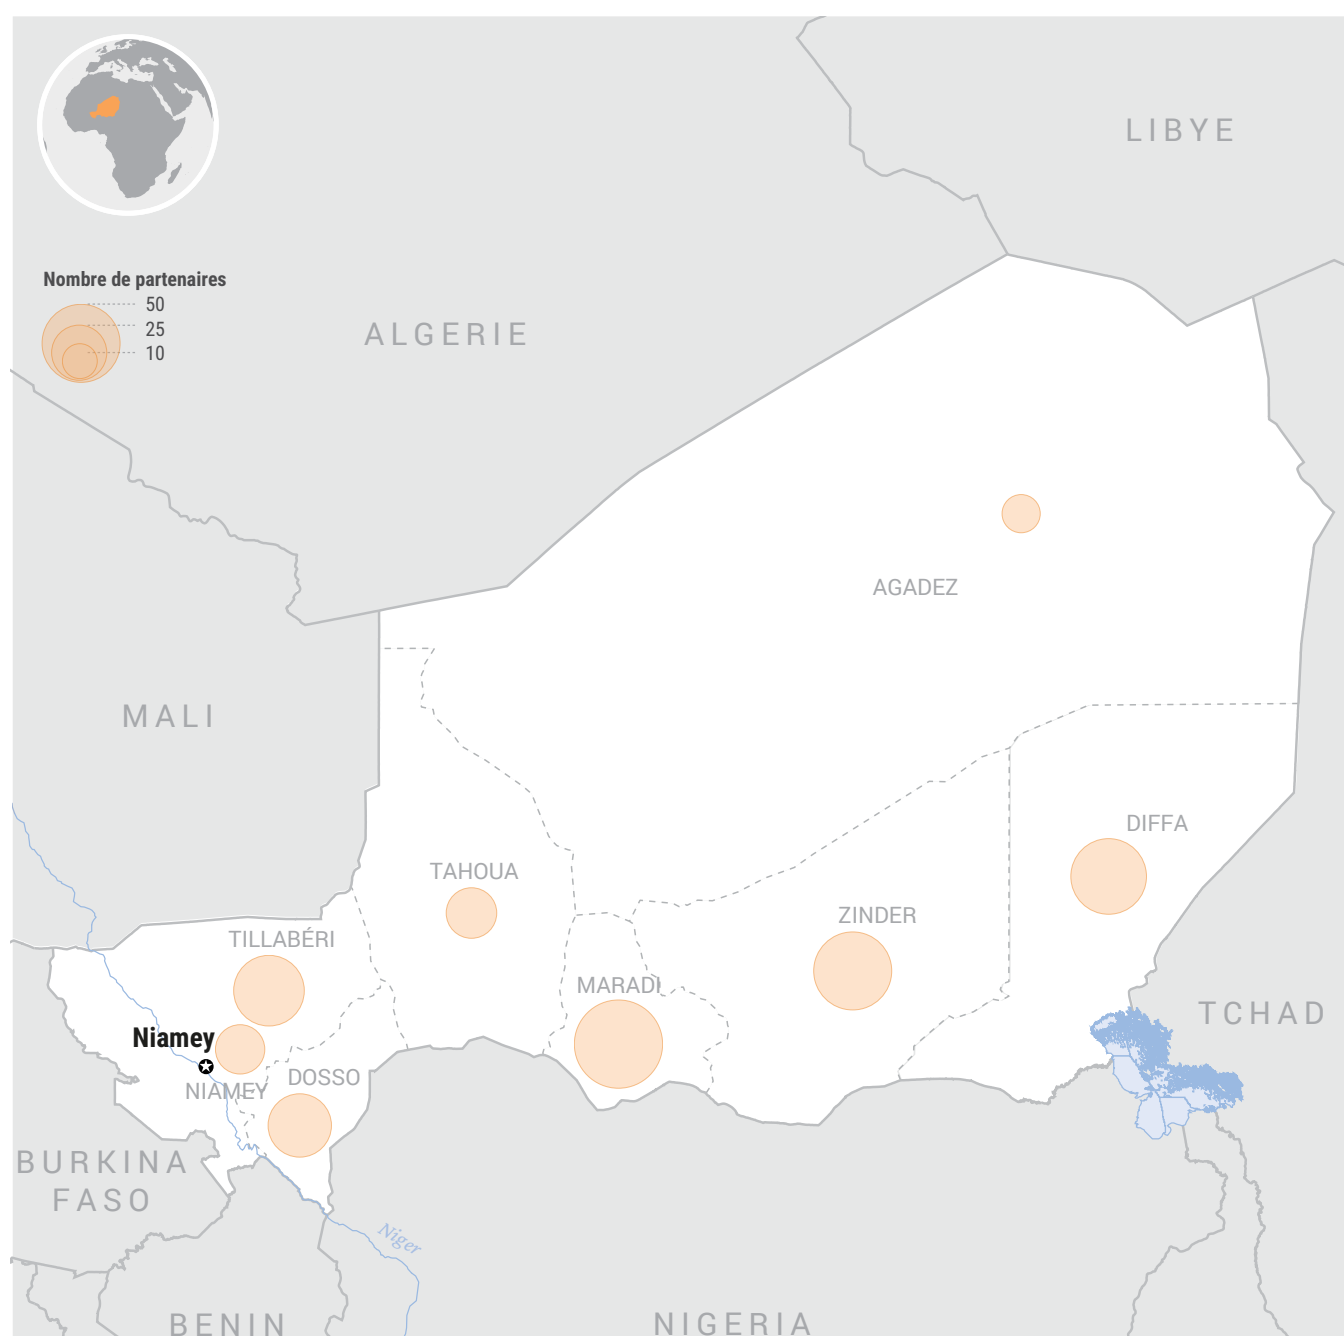 LIBYE
Nombre de partenaires
50
25
10
ALGERIE
AGADEZ
MALI
DIFFA
TAHOUA
ZINDER
TILLABÉRI
MARADI
TCHAD
Niamey
NIAMEY
DOSSO
BURKINA
FASO
Niger
BENIN
NIGERIA